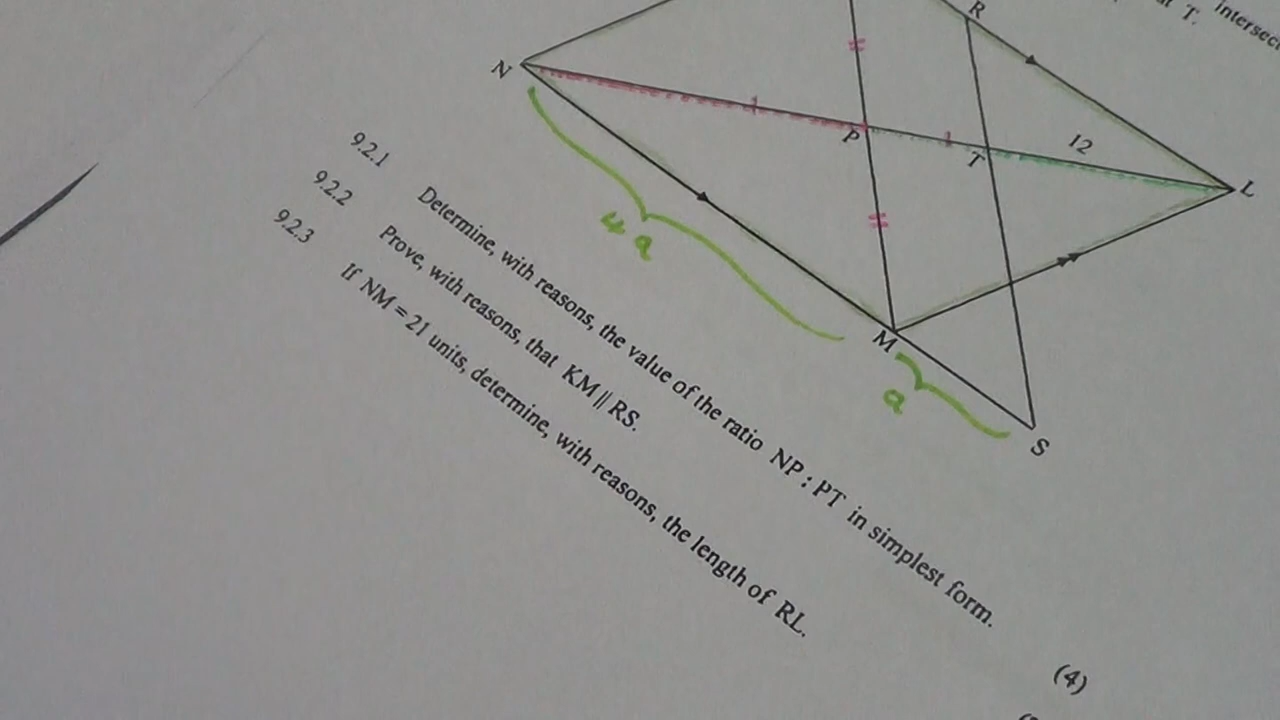 intersec
T.
R
N
12
P
T
L
4a
M
a
S
9.2.1 Determine, with reasons, the value of the ratio NP : PT in simplest form.
(4)
9.2.2 Prove, with reasons, that KM || RS.
9.2.3 If NM = 21 units, determine, with reasons, the length of RL.